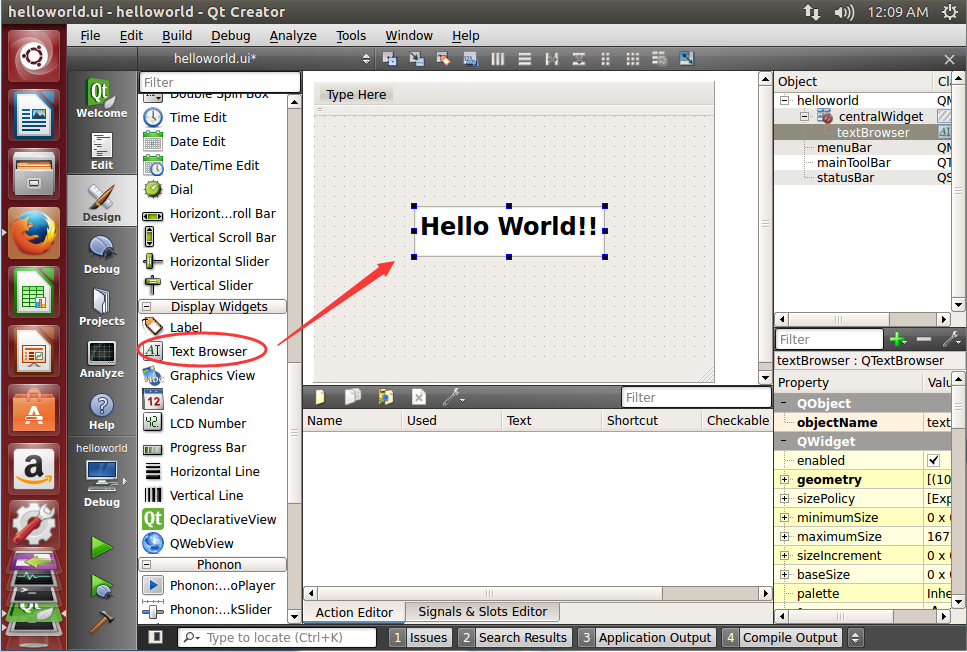 helloworld.ui - helloworld - Qt Creator
12:09 AM
File Edit Build Debug Analyze Tools Window Help
helloworld.ui*
Welcome
Edit
Design
Debug
Projects
Analyze
Help
helloworld
Debug
Filter
Double Spin Box
Time Edit
Date Edit
Date/Time Edit
Dial
Horizont...roll Bar
Vertical Scroll Bar
Horizontal Slider
Vertical Slider
Display Widgets
Label
Text Browser
Graphics View
Calendar
LCD Number
Progress Bar
Horizontal Line
Vertical Line
QDeclarativeView
QWebView
Phonon
Phonon:...oPlayer
Phonon:...kSlider
Type Here
Hello World!!
Filter
Name Used Text Shortcut Checkable
Action Editor Signals & Slots Editor
Object Cla
helloworld QM
centralWidget
textBrowser
menuBar QM
mainToolBar QT
statusBar QS
Filter
textBrowser : QTextBrowser
Property Valu
QObject
objectName text
QWidget
enabled
geometry [(10
sizePolicy [Exp
minimumSize 0 x
maximumSize 167
sizeIncrement 0 x
baseSize 0 x
palette Inhe
Type to locate (Ctrl+K)
1 Issues 2 Search Results 3 Application Output 4 Compile Output